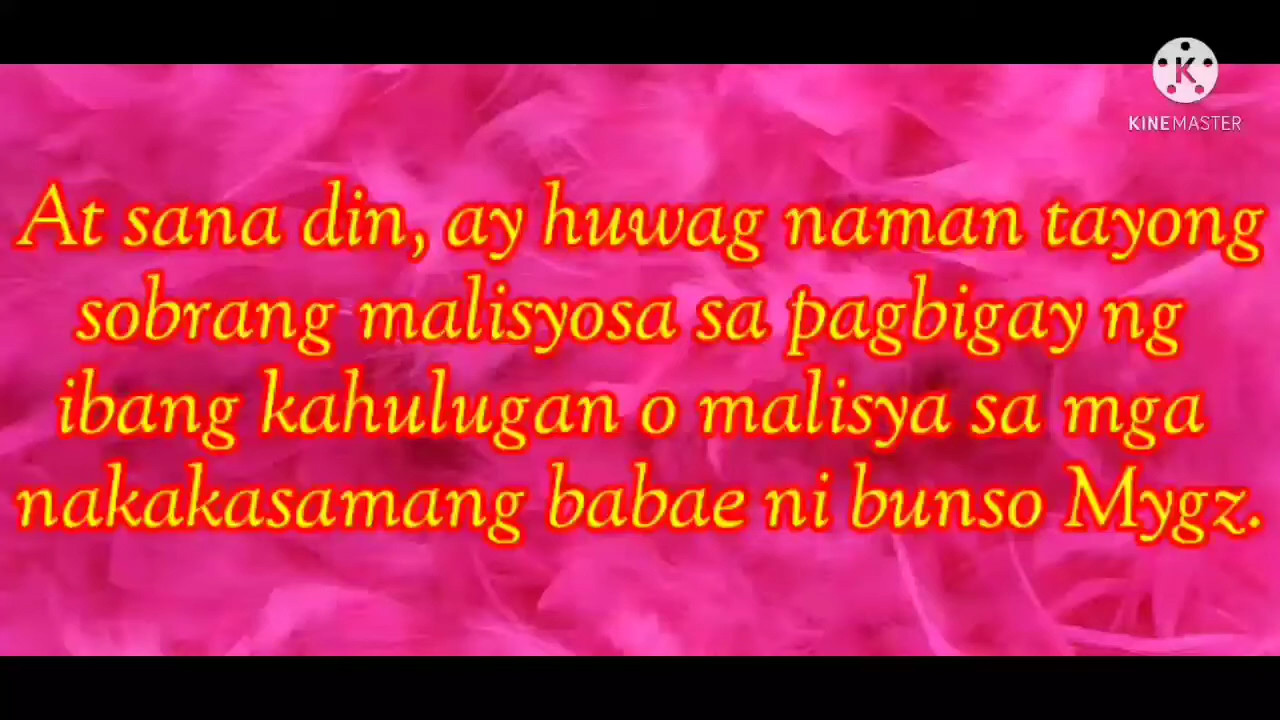 K
KINEMASTER
At sana din, ay huwag naman tayong
sobrang malisyosa sa pagbigay ng
ibang kahulugan o malisya sa mga
nakakasamang babae ni bunso Mygz.